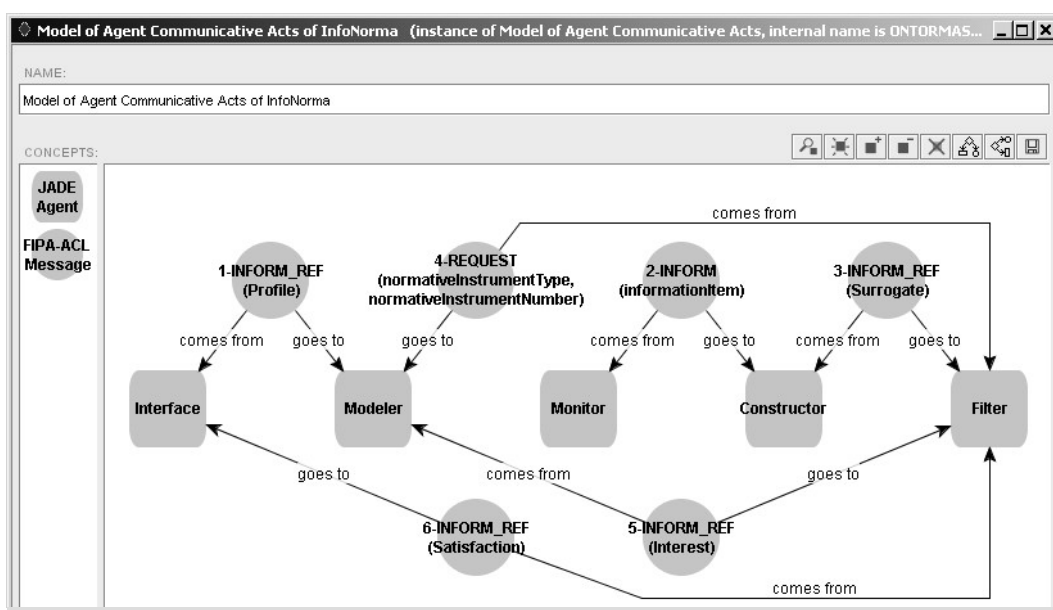 Model of Agent Communicative Acts of InfoNorma (instance of Model of Agent Communicative Acts, internal name is ONTORMAS...
NAME:
Model of Agent Communicative Acts of InfoNorma
CONCEPTS:
JADE
Agent
FIPA-ACL
Message
comes from
1-INFORM_REF
(Profile)
4-REQUEST
(normativeInstrumentType,
normativeInstrumentNumber)
2-INFORM
(informationItem)
3-INFORM_REF
(Surrogate)
comes from
goes to
goes to
comes from
goes to
comes from
goes to
Interface
Modeler
Monitor
Constructor
Filter
goes to
comes from
goes to
6-INFORM_REF
(Satisfaction)
5-INFORM_REF
(Interest)
comes from